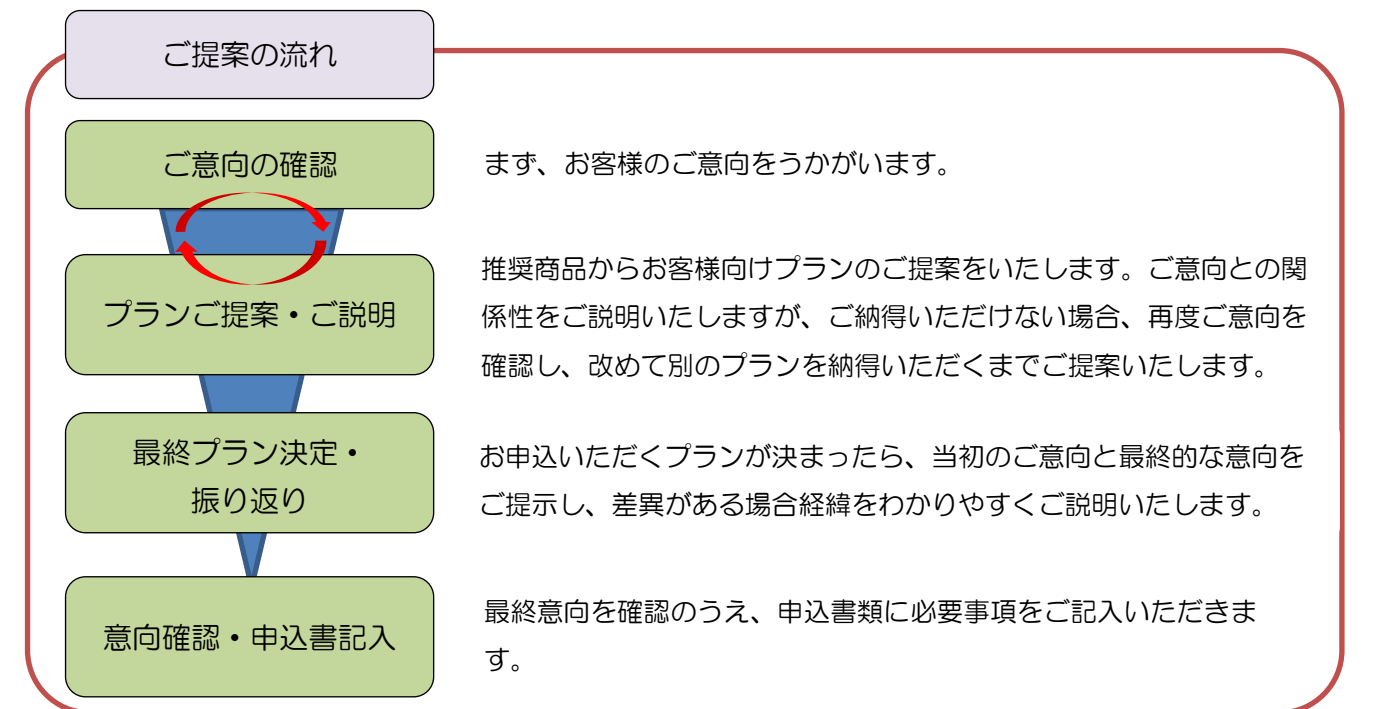 ご提案の流れ
ご意向の確認
まず、お客様のご意向をうかがいます。
プランご提案・ご説明
推奨商品からお客様向けプランのご提案をいたします。ご意向との関
係性をご説明いたしますが、ご納得いただけない場合、再度ご意向を
確認し、改めて別のプランを納得いただくまでご提案いたします。
最終プラン決定・
振り返り
お申込いただくプランが決まったら、当初のご意向と最終的な意向を
ご提示し、差異がある場合経緯をわかりやすくご説明いたします。
意向確認・申込書記入
最終意向を確認のうえ、申込書類に必要事項をご記入いただきま
す。